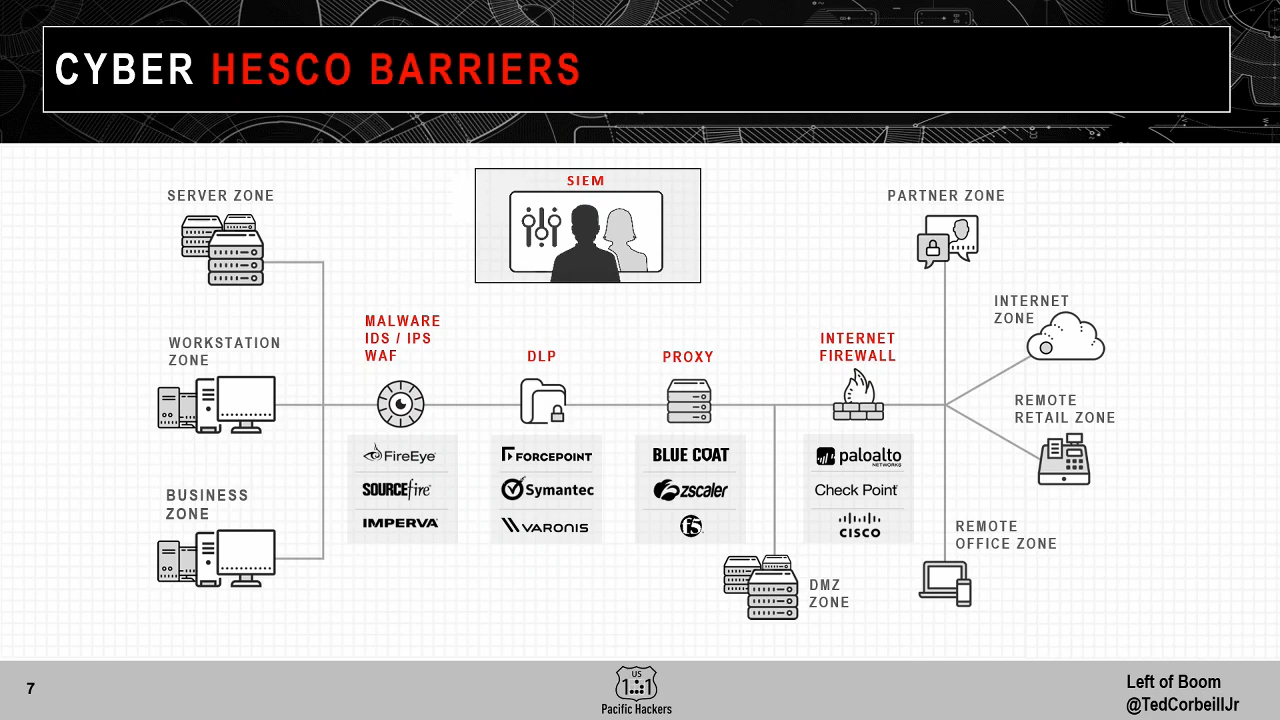 CYBER HESCO BARRIERS
SERVER ZONE
SIEM
PARTNER ZONE
INTERNET
ZONE
MALWARE
IDS / IPS
WAF
WORKSTATION
ZONE
DLP
PROXY
INTERNET
FIREWALL
REMOTE
RETAIL ZONE
FireEye
SOURCEfire
IMPERVA
FORCEPOINT
Symantec
VARONIS
BLUE COAT
zscaler
f5
paloalto
NETWORKS
Check Point
CISCO
BUSINESS
ZONE
REMOTE
OFFICE ZONE
DMZ
ZONE
7
US
1 1
Pacific Hackers
Left of Boom
@TedCorbeillJr